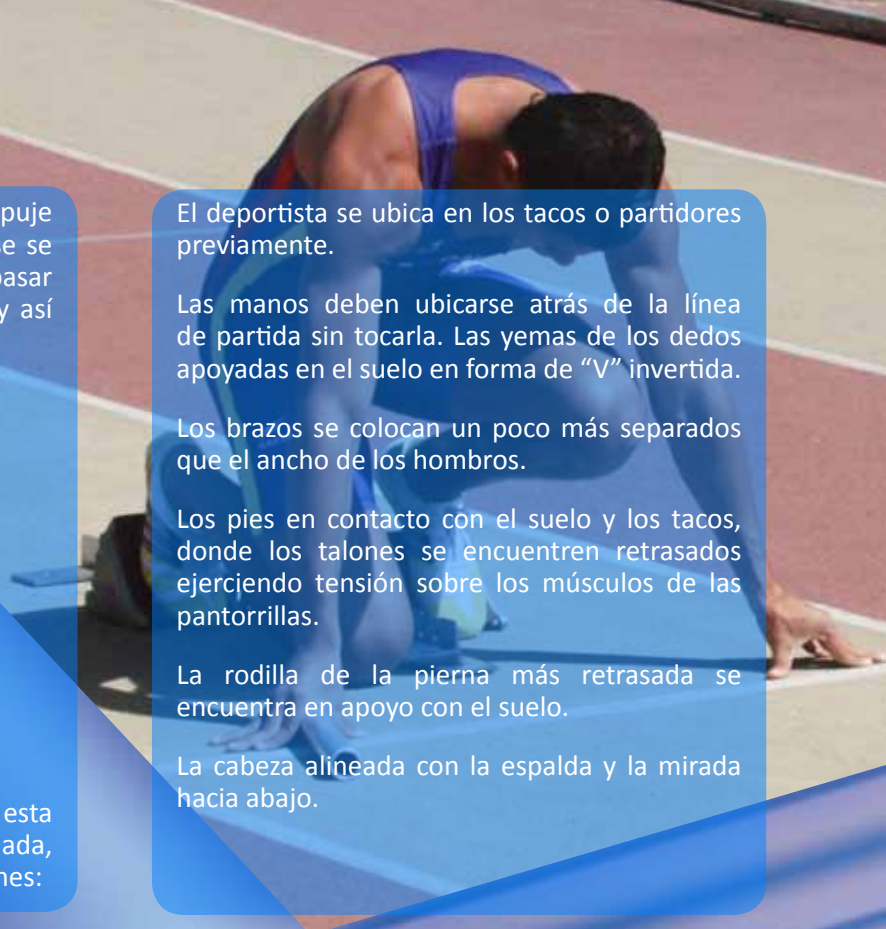 puje
se se
pasar
y así
esta
ada,
nes:
El deportista se ubica en los tacos o partidores
previamente.
Las manos deben ubicarse atrás de la línea
de partida sin tocarla. Las yemas de los dedos
apoyadas en el suelo en forma de “V” invertida.
Los brazos se colocan un poco más separados
que el ancho de los hombros.
Los pies en contacto con el suelo y los tacos,
donde los talones se encuentren retrasados
ejerciendo tensión sobre los músculos de las
pantorrillas.
La rodilla de la pierna más retrasada se
encuentra en apoyo con el suelo.
La cabeza alineada con la espalda y la mirada
hacia abajo.